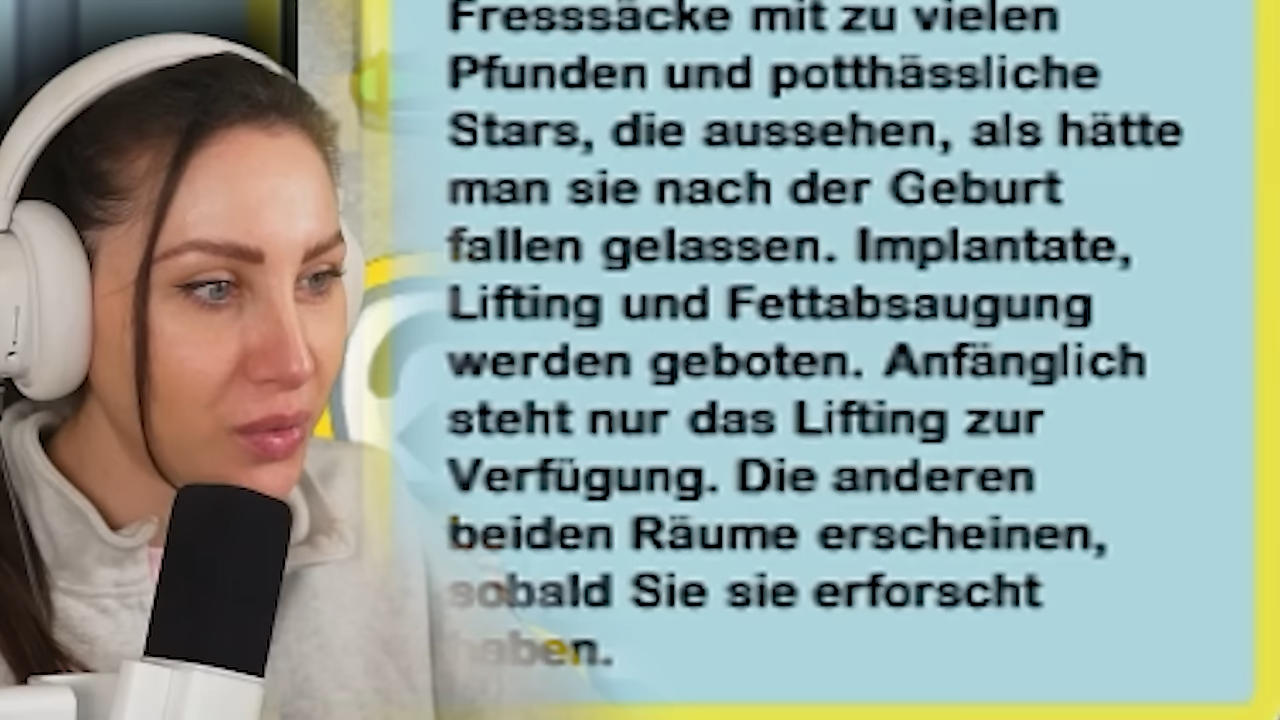 Fresssäcke mit zu vielen
Pfunden und potthässliche
Stars, die aussehen, als hätte
man sie nach der Geburt
fallen gelassen. Implantate,
Lifting und Fettabsaugung
werden geboten. Anfänglich
steht nur das Lifting zur
Verfügung. Die anderen
beiden Räume erscheinen,
sobald Sie sie erforscht
haben.